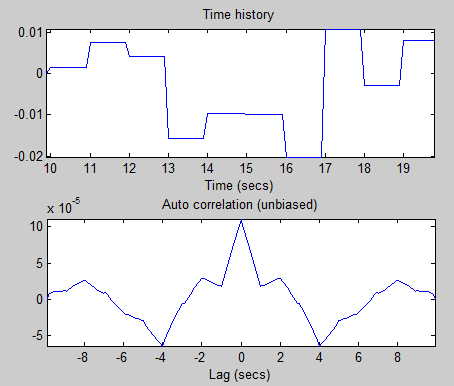 Time history
0.01
0
-0.01
-0.02
10 11 12 13 14 15 16 17 18 19
Time (secs)
Auto correlation (unbiased)
x 10^-5
10
5
0
-5
-8 -6 -4 -2 0 2 4 6 8
Lag (secs)